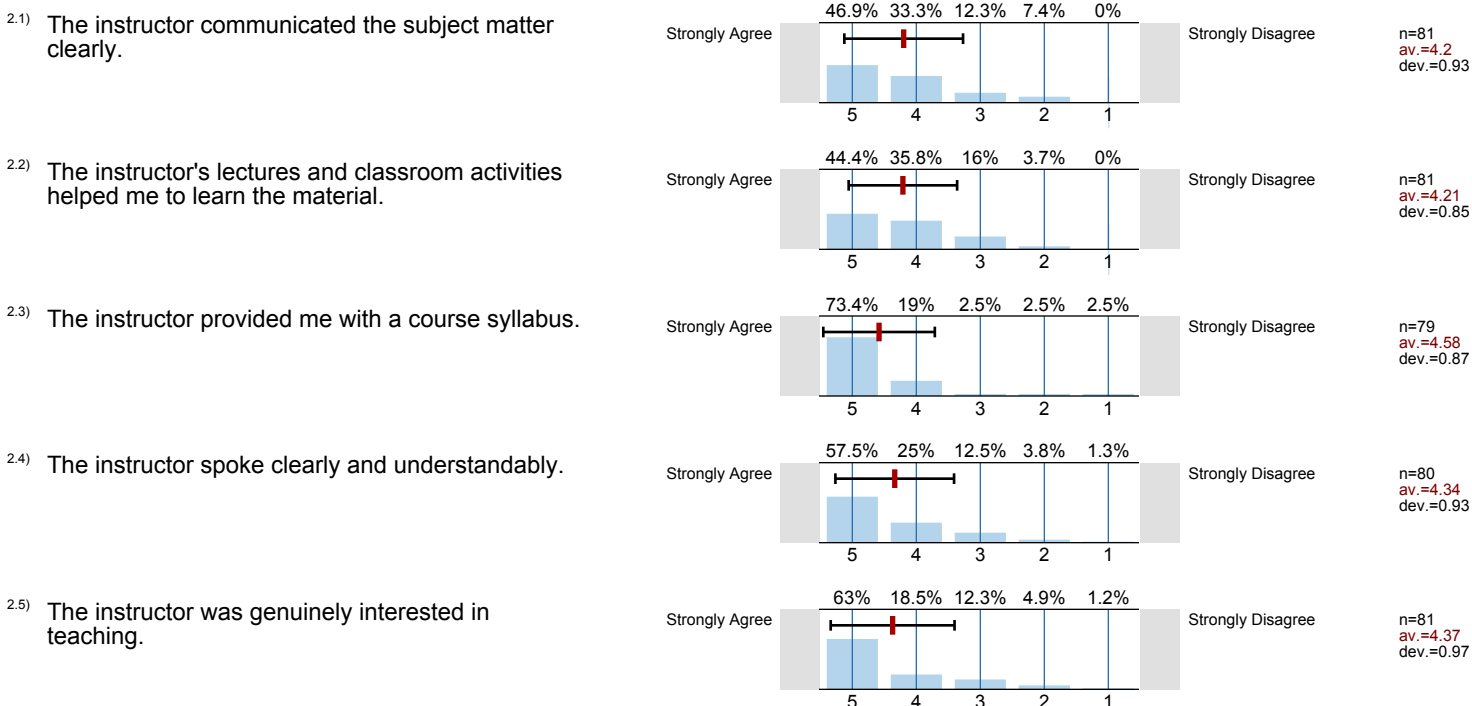 46.9% 33.3% 12.3% 7.4% 0%
2.1) The instructor communicated the subject matter
clearly.
Strongly Agree
Strongly Disagree
n=81
av.=4.2
dev.=0.93
5 4 3 2 1
44.4% 35.8% 16% 3.7% 0%
2.2) The instructor's lectures and classroom activities
helped me to learn the material.
Strongly Agree
Strongly Disagree
n=81
av.=4.21
dev.=0.85
5 4 3 2 1
73.4% 19% 2.5% 2.5% 2.5%
2.3) The instructor provided me with a course syllabus.
Strongly Agree
Strongly Disagree
n=79
av.=4.58
dev.=0.87
5 4 3 2 1
57.5% 25% 12.5% 3.8% 1.3%
2.4) The instructor spoke clearly and understandably.
Strongly Agree
Strongly Disagree
n=80
av.=4.34
dev.=0.93
5 4 3 2 1
63% 18.5% 12.3% 4.9% 1.2%
2.5) The instructor was genuinely interested in
teaching.
Strongly Agree
Strongly Disagree
n=81
av.=4.37
dev.=0.97
5 4 3 2 1